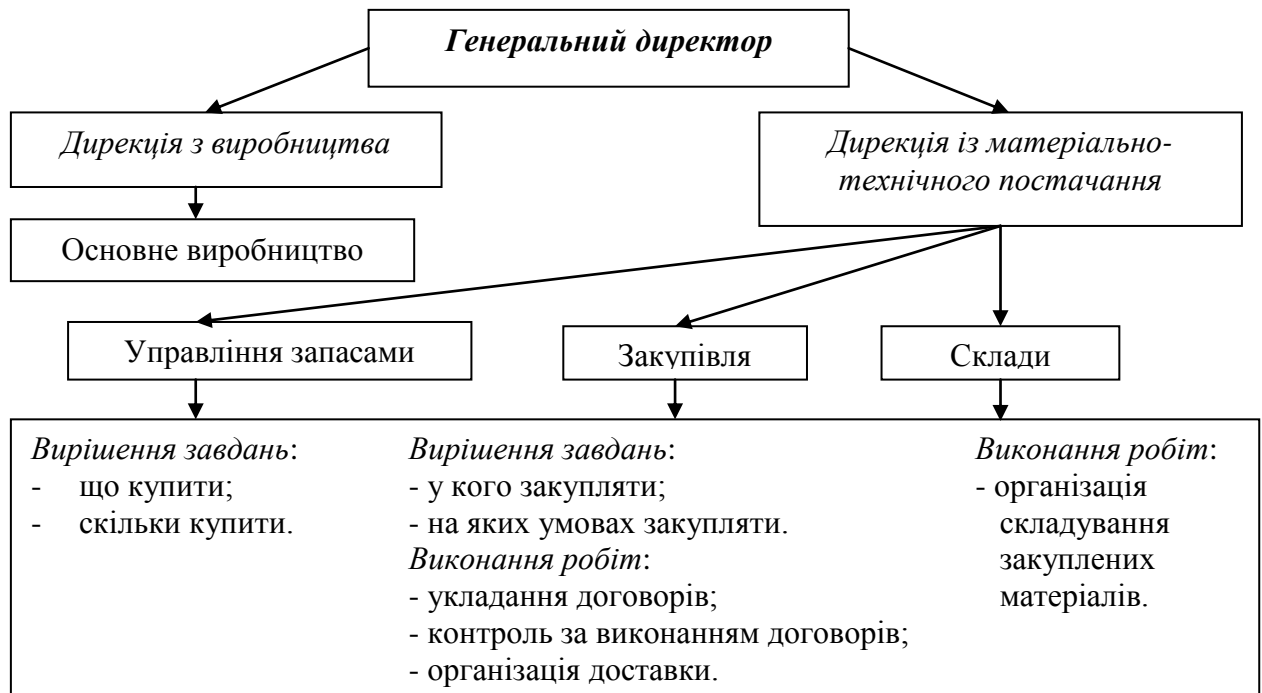 Генеральний директор
Дирекція з виробництва
Дирекція із матеріально-
технічного постачання
Основне виробництво
Управління запасами
Закупівля
Склади
Вирішення завдань:
- що купити;
- скільки купити.
Вирішення завдань:
- у кого закупляти;
- на яких умовах закупляти.
Виконання робіт:
- укладання договорів;
- контроль за виконанням договорів;
- організація доставки.
Виконання робіт:
- організація
складування
закуплених
матеріалів.